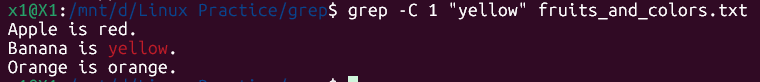 x1@X1:/mnt/d/Linux Practice/grep$ grep -C 1 "yellow" fruits_and_colors.txt
Apple is red.
Banana is yellow.
Orange is orange.